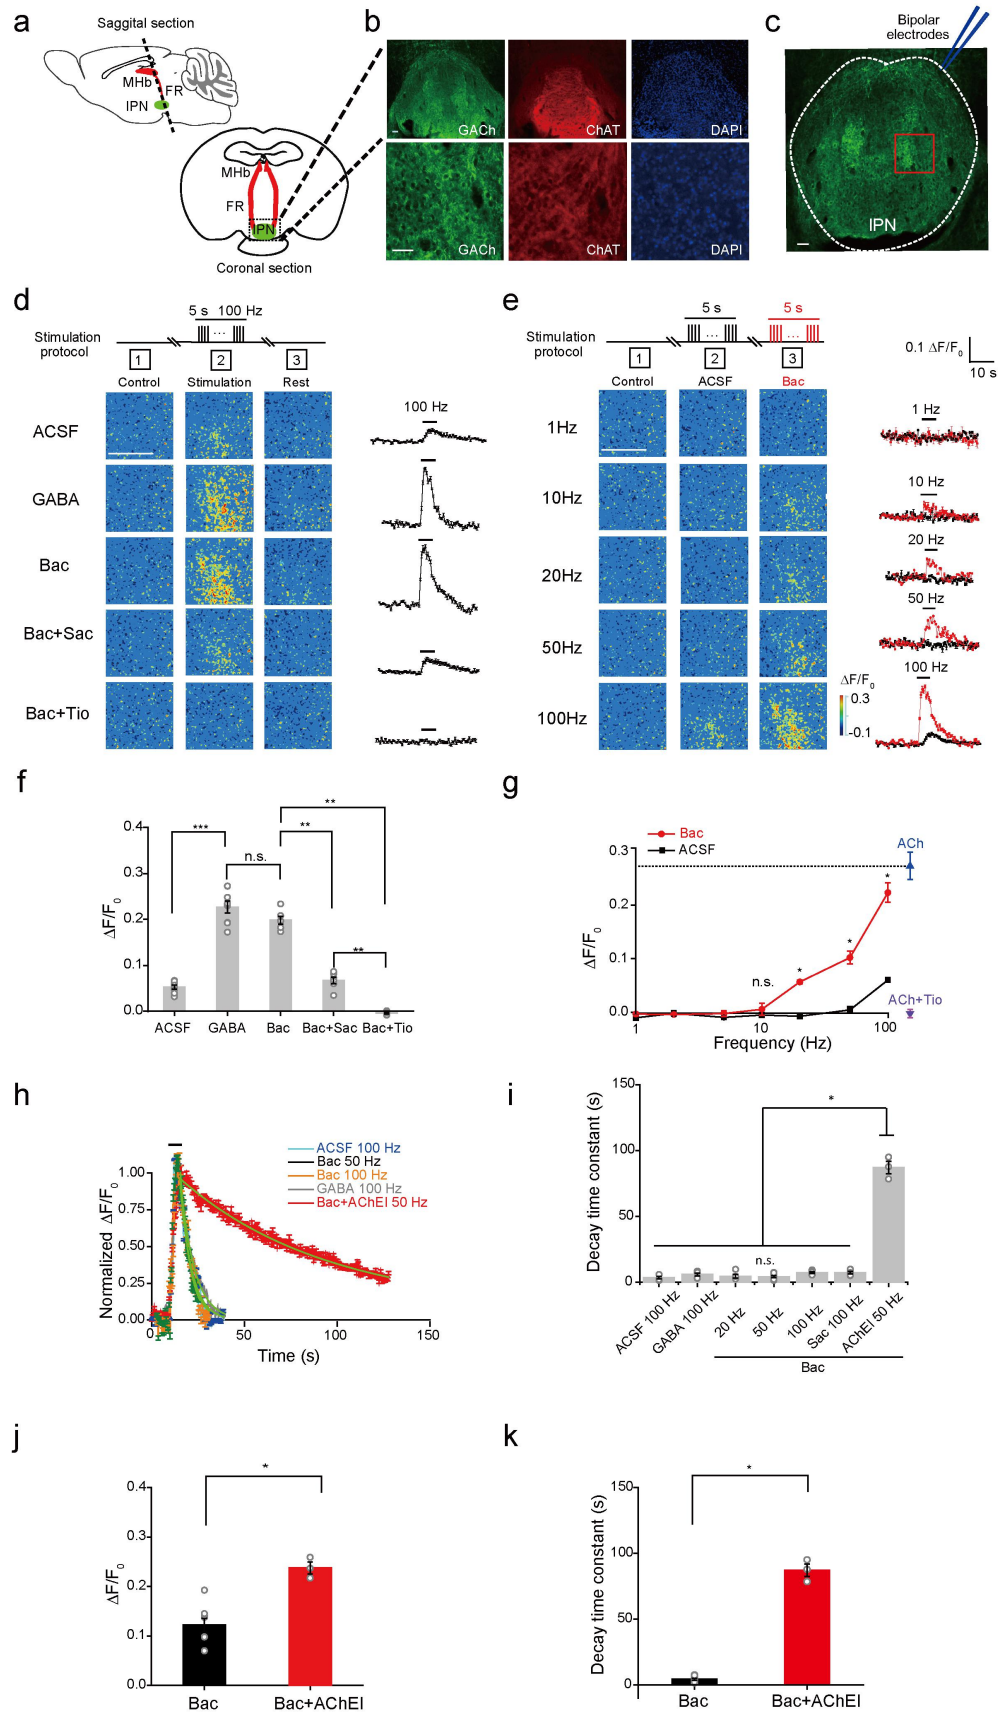 a
Saggital section
MHb
FR
IPN
MHb
FR
IPN
Coronal section
b
GACh
ChAT
DAPI
GACh
ChAT
DAPI
c
Bipolar
electrodes
IPN
d
5 s 100 Hz
Stimulation
protocol
...
1
2
3
Control
Stimulation
Rest
ACSF
GABA
Bac
Bac+Sac
Bac+Tio
100 Hz
e
5 s
5 s
Stimulation
protocol
...
...
1
2
3
Control
ACSF
Bac
1Hz
10Hz
20Hz
50Hz
100Hz
0.1 ΔF/F0
10 s
1 Hz
10 Hz
20 Hz
50 Hz
100 Hz
ΔF/F0
0.3
-0.1
f
ΔF/F0
0.4
0.3
0.2
0.1
0.0
***
n.s.
**
**
**
ACSF
GABA
Bac
Bac+Sac
Bac+Tio
g
Bac
ACSF
ΔF/F0
0.3
0.2
0.1
0.0
n.s.
*
*
*
ACh
ACh+Tio
1
10
100
Frequency (Hz)
h
ACSF 100 Hz
Bac 50 Hz
Bac 100 Hz
GABA 100 Hz
Bac+AChEI 50 Hz
Normalized ΔF/F0
1.00
0.75
0.50
0.25
0.00
0
50
100
150
Time (s)
i
Decay time constant (s)
150
100
50
0
*
n.s.
ACSF 100 Hz
GABA 100 Hz
20 Hz
50 Hz
100 Hz
Sac 100 Hz
AChEI 50 Hz
Bac
j
ΔF/F0
0.4
0.3
0.2
0.1
0.0
*
Bac
Bac+AChEI
k
Decay time constant (s)
150
100
50
0
*
Bac
Bac+AChEI